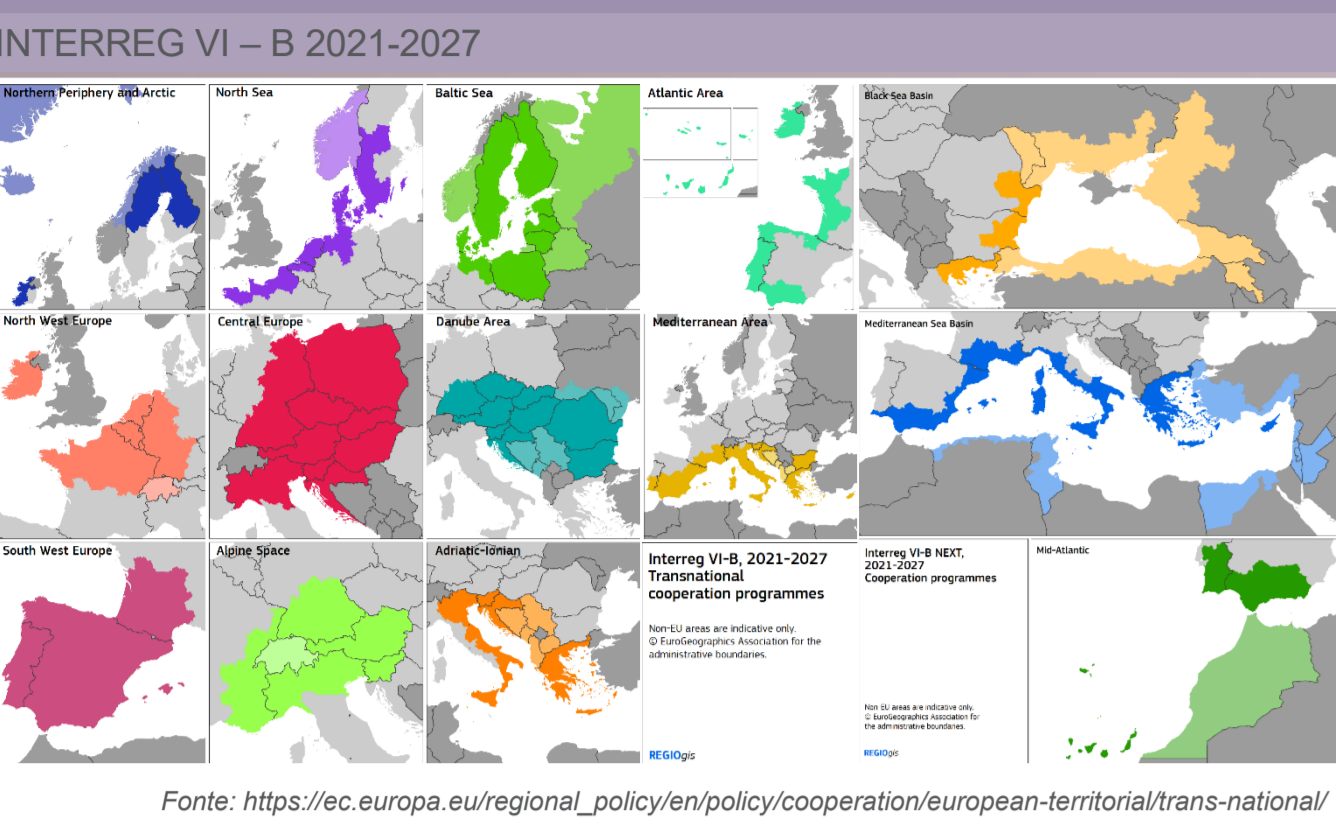 INTERREG VI – B 2021-2027
Northern Periphery and Arctic
North Sea
Baltic Sea
Atlantic Area
Black Sea Basin
North West Europe
Central Europe
Danube Area
Mediterranean Area
Mediterranean Sea Basin
South West Europe
Alpine Space
Adriatic-Ionian
Interreg VI-B, 2021-2027
Transnational
cooperation programmes
Non-EU areas are indicative only.
© EuroGeographics Association for the
administrative boundaries.
REGIOgis
Interreg VI-B NEXT,
2021-2027
Cooperation programmes
Non EU areas are indicative only.
© EuroGeographics Association for
the administrative boundaries.
REGIOgis
Mid-Atlantic
Fonte: https://ec.europa.eu/regional_policy/en/policy/cooperation/european-territorial/trans-national/